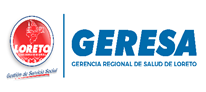 LORETO
Gestión de Servicio Social
GERESA
GERENCIA REGIONAL DE SALUD DE LORETO